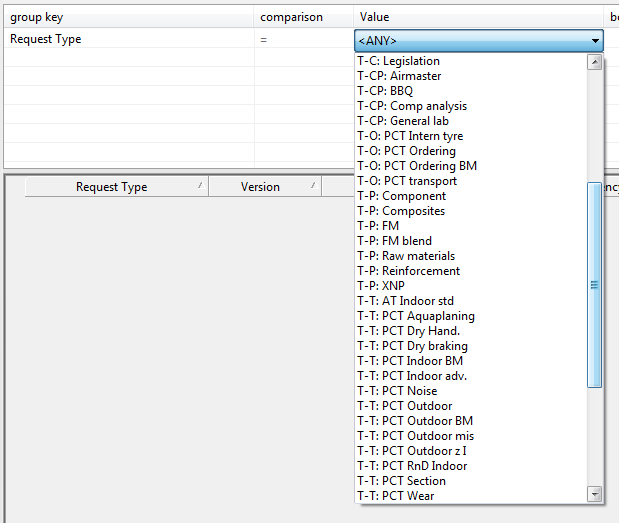 group key comparison Value be
Request Type = <ANY>
T-C: Legislation
T-CP: Airmaster
T-CP: BBQ
T-CP: Comp analysis
T-CP: General lab
T-O: PCT Intern tyre
T-O: PCT Ordering
T-O: PCT Ordering BM
T-O: PCT transport
Request Type Version ency
T-P: Component
T-P: Composites
T-P: FM
T-P: FM blend
T-P: Raw materials
T-P: Reinforcement
T-P: XNP
T-T: AT Indoor std
T-T: PCT Aquaplaning
T-T: PCT Dry Hand.
T-T: PCT Dry braking
T-T: PCT Indoor BM
T-T: PCT Indoor adv.
T-T: PCT Noise
T-T: PCT Outdoor
T-T: PCT Outdoor BM
T-T: PCT Outdoor mis
T-T: PCT Outdoor z I
T-T: PCT RnD Indoor
T-T: PCT Section
T-T: PCT Wear